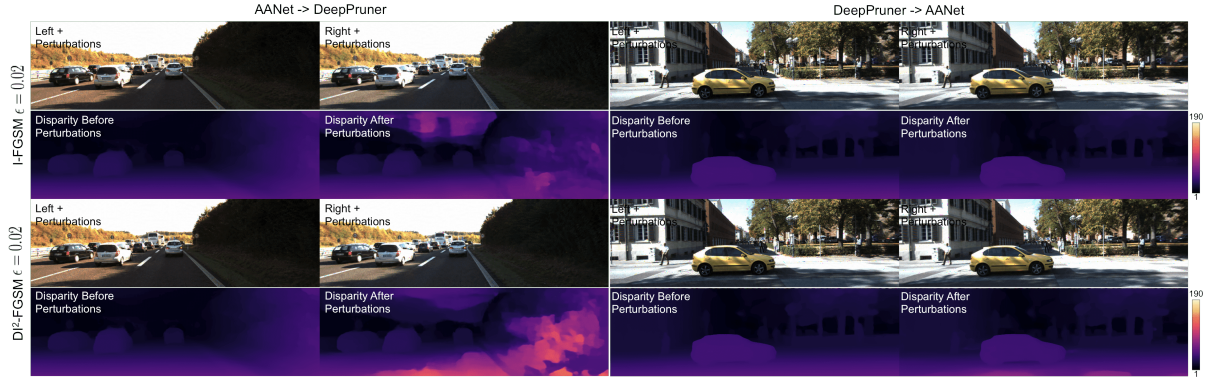 AANet -> DeepPruner
DeepPruner -> AANet
I-FGSM ϵ = 0.02
Left +
Perturbations
Right +
Perturbations
Left +
Perturbations
Right +
Perturbations
Disparity Before
Perturbations
Disparity After
Perturbations
Disparity Before
Perturbations
Disparity After
Perturbations
190
1
DI²-FGSM ϵ = 0.02
Left +
Perturbations
Right +
Perturbations
Left +
Perturbations
Right +
Perturbations
Disparity Before
Perturbations
Disparity After
Perturbations
Disparity Before
Perturbations
Disparity After
Perturbations
190
1